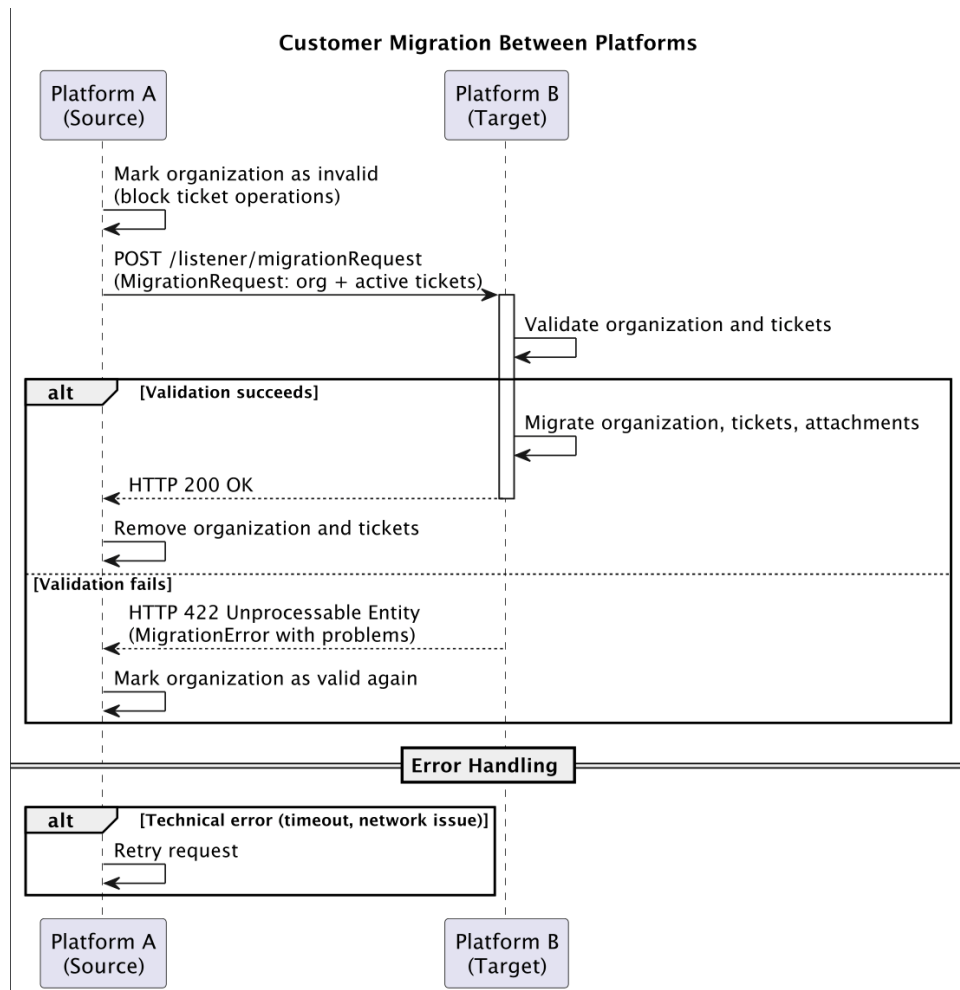 Customer Migration Between Platforms
Platform A
(Source)
Platform B
(Target)
Mark organization as invalid
(block ticket operations)
POST /listener/migrationRequest
(MigrationRequest: org + active tickets)
Validate organization and tickets
alt [Validation succeeds]
Migrate organization, tickets, attachments
HTTP 200 OK
Remove organization and tickets
[Validation fails]
HTTP 422 Unprocessable Entity
(MigrationError with problems)
Mark organization as valid again
Error Handling
alt [Technical error (timeout, network issue)]
Retry request
Platform A
(Source)
Platform B
(Target)